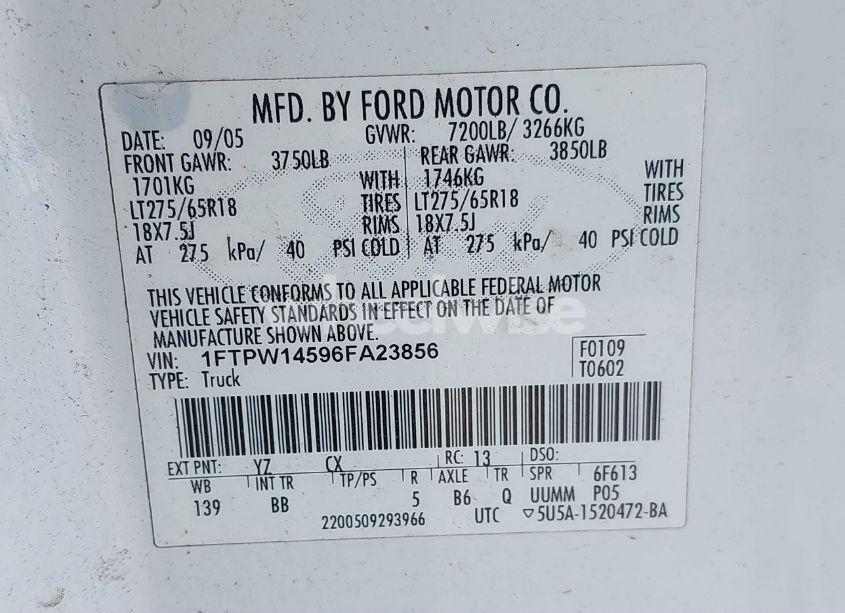 MFD. BY FORD MOTOR CO.
DATE: 09/05 GVWR: 7200LB/ 3266KG
FRONT GAWR: 3750LB REAR GAWR: 3850LB
1701KG WITH 1746KG WITH
LT275/65R18 TIRES LT275/65R18 TIRES
18X7.5J RIMS 18X7.5J RIMS
AT 275 kPa/ 40 PSI COLD AT 275 kPa/ 40 PSI COLD
THIS VEHICLE CONFORMS TO ALL APPLICABLE FEDERAL MOTOR
VEHICLE SAFETY STANDARDS IN EFFECT ON THE DATE OF
MANUFACTURE SHOWN ABOVE.
VIN: 1FTPW14596FA23856 F0109
TYPE: Truck T0602
EXT PNT: YZ CX RC: 13 DSO:
WB INT TR TP/PS R AXLE TR SPR 6F613
139 BB 5 B6 Q UUMM P05
2200509293966 UTC ▽5U5A-1520472-BA